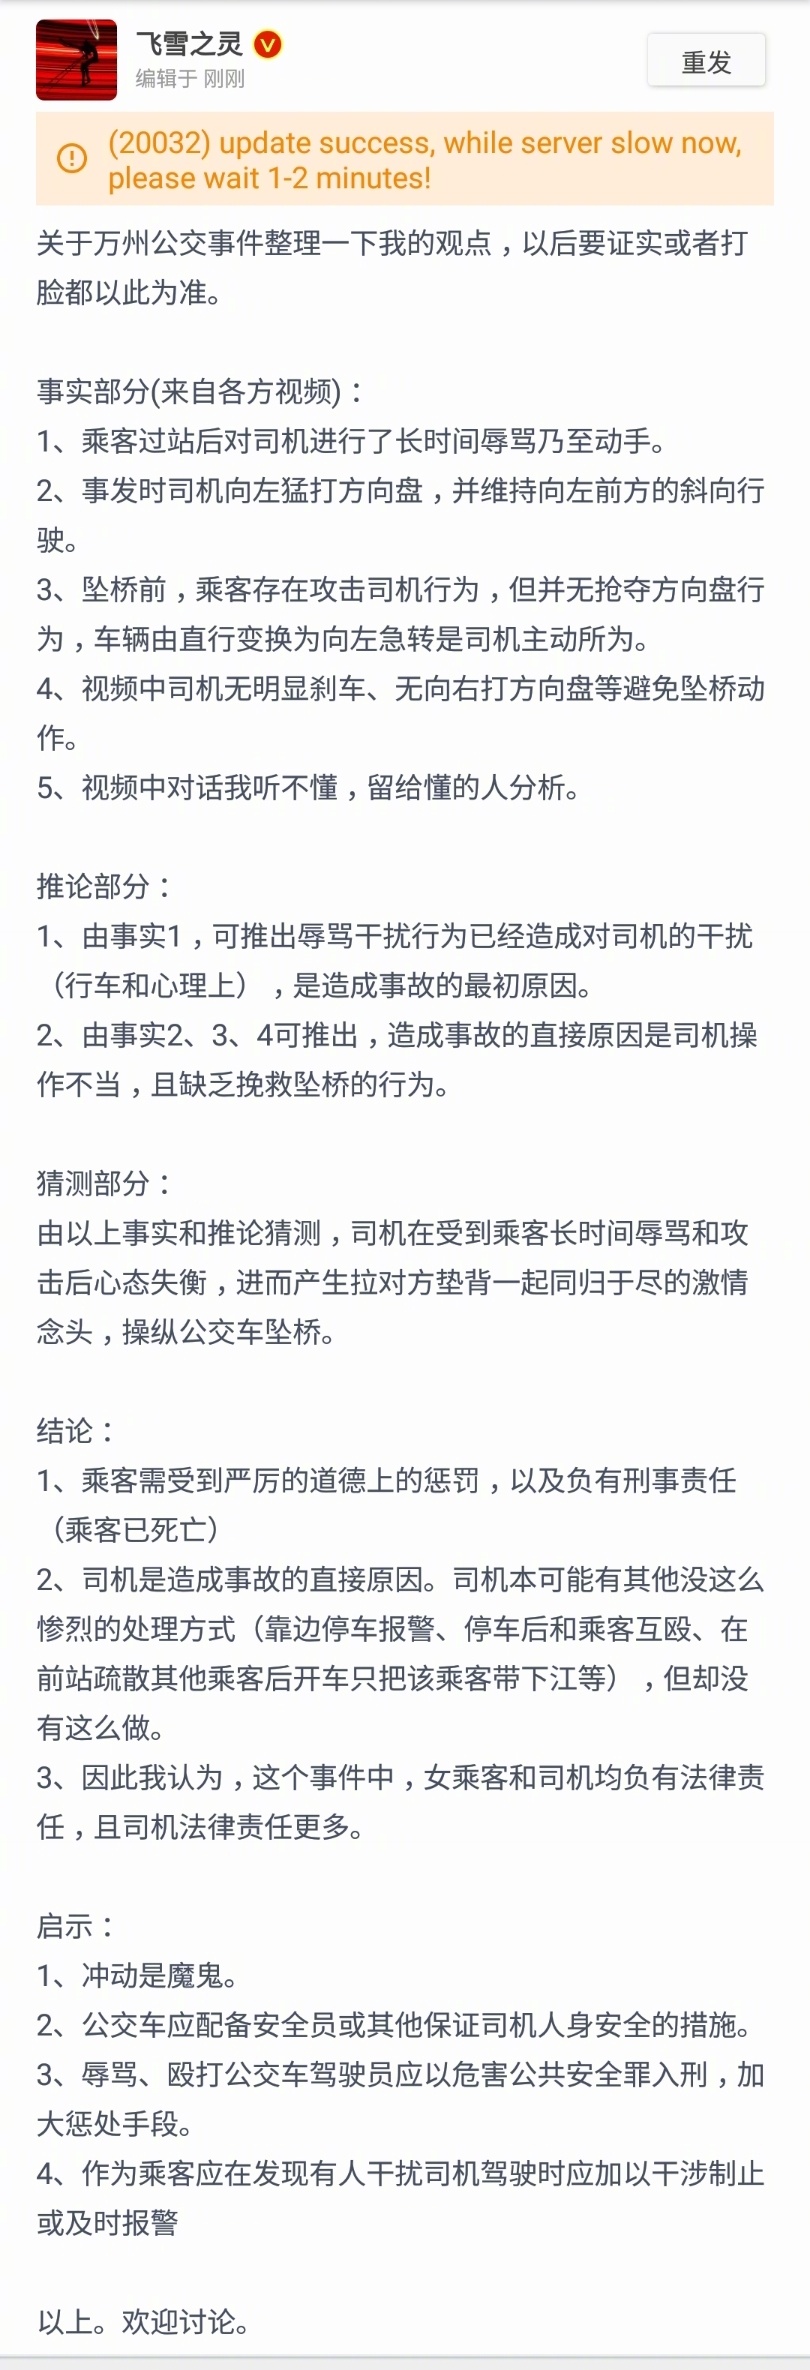 飞雪之灵
编辑于 刚刚
重发
(20032) update success, while server slow now,
please wait 1-2 minutes!
关于万州公交事件整理一下我的观点，以后要证实或者打
脸都以此为准。
事实部分(来自各方视频)：
1、乘客过站后对司机进行了长时间辱骂乃至动手。
2、事发时司机向左猛打方向盘，并维持向左前方的斜向行
驶。
3、坠桥前，乘客存在攻击司机行为，但并无抢夺方向盘行
为，车辆由直行变换为向左急转是司机主动所为。
4、视频中司机无明显刹车、无向右打方向盘等避免坠桥动
作。
5、视频中对话我听不懂，留给懂的人分析。
推论部分：
1、由事实1，可推出辱骂干扰行为已经造成对司机的干扰
（行车和心理上），是造成事故的最初原因。
2、由事实2、3、4可推出，造成事故的直接原因是司机操
作不当，且缺乏挽救坠桥的行为。
猜测部分：
由以上事实和推论猜测，司机在受到乘客长时间辱骂和攻
击后心态失衡，进而产生拉对方垫背一起同归于尽的激情
念头，操纵公交车坠桥。
结论：
1、乘客需受到严厉的道德上的惩罚，以及负有刑事责任
（乘客已死亡）
2、司机是造成事故的直接原因。司机本可能有其他没这么
惨烈的处理方式（靠边停车报警、停车后和乘客互殴、在
前站疏散其他乘客后开车只把该乘客带下江等），但却没
有这么做。
3、因此我认为，这个事件中，女乘客和司机均负有法律责
任，且司机法律责任更多。
启示：
1、冲动是魔鬼。
2、公交车应配备安全员或其他保证司机人身安全的措施。
3、辱骂、殴打公交车驾驶员应以危害公共安全罪入刑，加
大惩处手段。
4、作为乘客应在发现有人干扰司机驾驶时应加以干涉制止
或及时报警
以上。欢迎讨论。